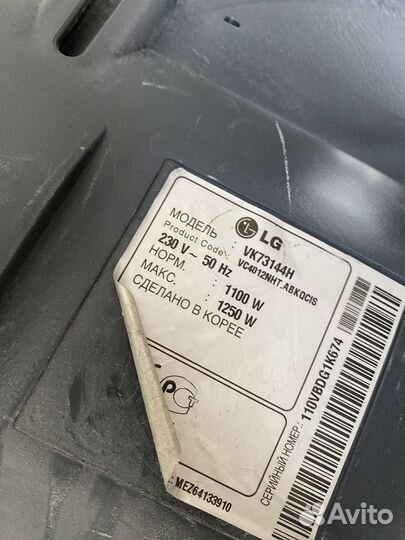 LG
МОДЕЛЬ : VK73144H
Product Code : VC4012NHT.ABKQCIS
230 V ~ 50 HZ
НОРМ. : 1100 W
МАКС. : 1250 W
СДЕЛАНО В КОРЕЕ
СЕРИЙНЫЙ НОМЕР : 110VBDG1K674
: MEZ64133910
Avito